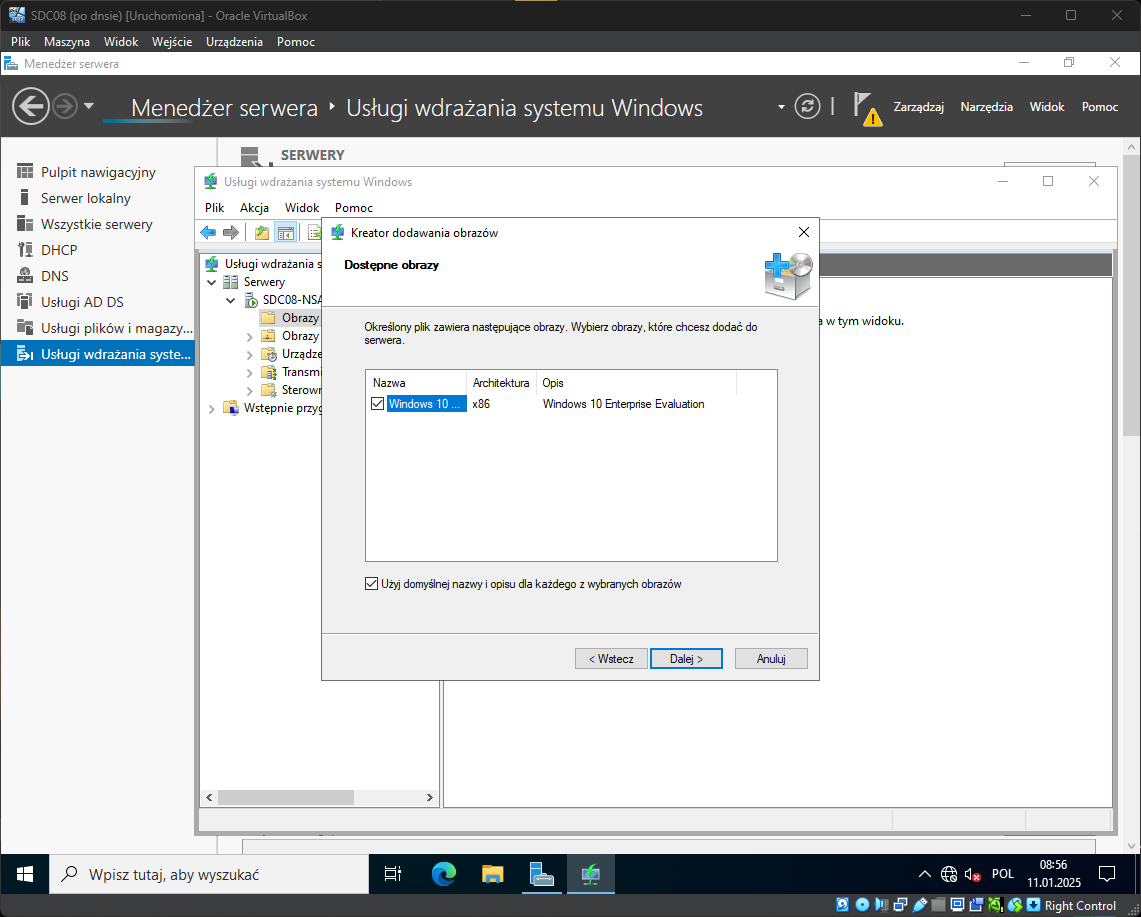 SDC08 (po dnsie) [Uruchomiona] - Oracle VirtualBox
Plik Maszyna Widok Wejście Urządzenia Pomoc
Menedżer serwera
Menedżer serwera ‣ Usługi wdrażania systemu Windows
Zarządzaj Narzędzia Widok Pomoc
Pulpit nawigacyjny
Serwer lokalny
Wszystkie serwery
DHCP
DNS
Usługi AD DS
Usługi plików i magazy...
Usługi wdrażania syste...
SERWERY
Usługi wdrażania systemu Windows
Plik Akcja Widok Pomoc
Usługi wdrażania s
Serwery
SDC08-NSA
Obrazy
Obrazy
Urządze
Transmi
Sterown
Wstępnie przyg
a w tym widoku.
Kreator dodawania obrazów
Dostępne obrazy
Określony plik zawiera następujące obrazy. Wybierz obrazy, które chcesz dodać do
serwera.
Nazwa Architektura Opis
Windows 10 ... x86 Windows 10 Enterprise Evaluation
Użyj domyślnej nazwy i opisu dla każdego z wybranych obrazów
< Wstecz Dalej > Anuluj
Wpisz tutaj, aby wyszukać
POL
08:56
11.01.2025
Right Control